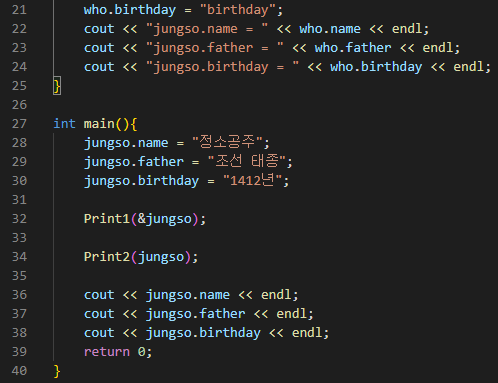 21 who.birthday = "birthday";
22 cout << "jungso.name = " << who.name << endl;
23 cout << "jungso.father = " << who.father << endl;
24 cout << "jungso.birthday = " << who.birthday << endl;
25 }
26
27 int main(){
28 jungso.name = "정소공주";
29 jungso.father = "조선 태종";
30 jungso.birthday = "1412년";
31
32 Print1(&jungso);
33
34 Print2(jungso);
35
36 cout << jungso.name << endl;
37 cout << jungso.father << endl;
38 cout << jungso.birthday << endl;
39 return 0;
40 }